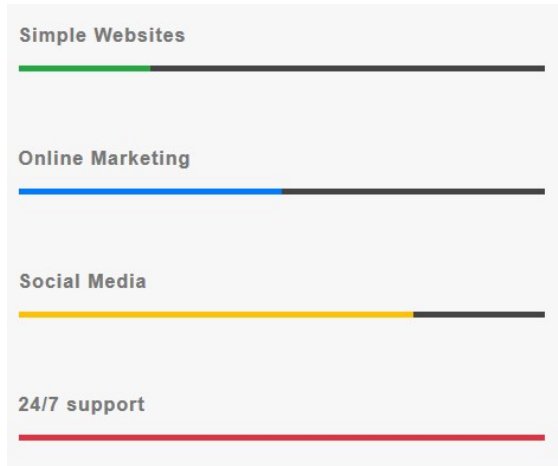 Simple Websites
Online Marketing
Social Media
24/7 support